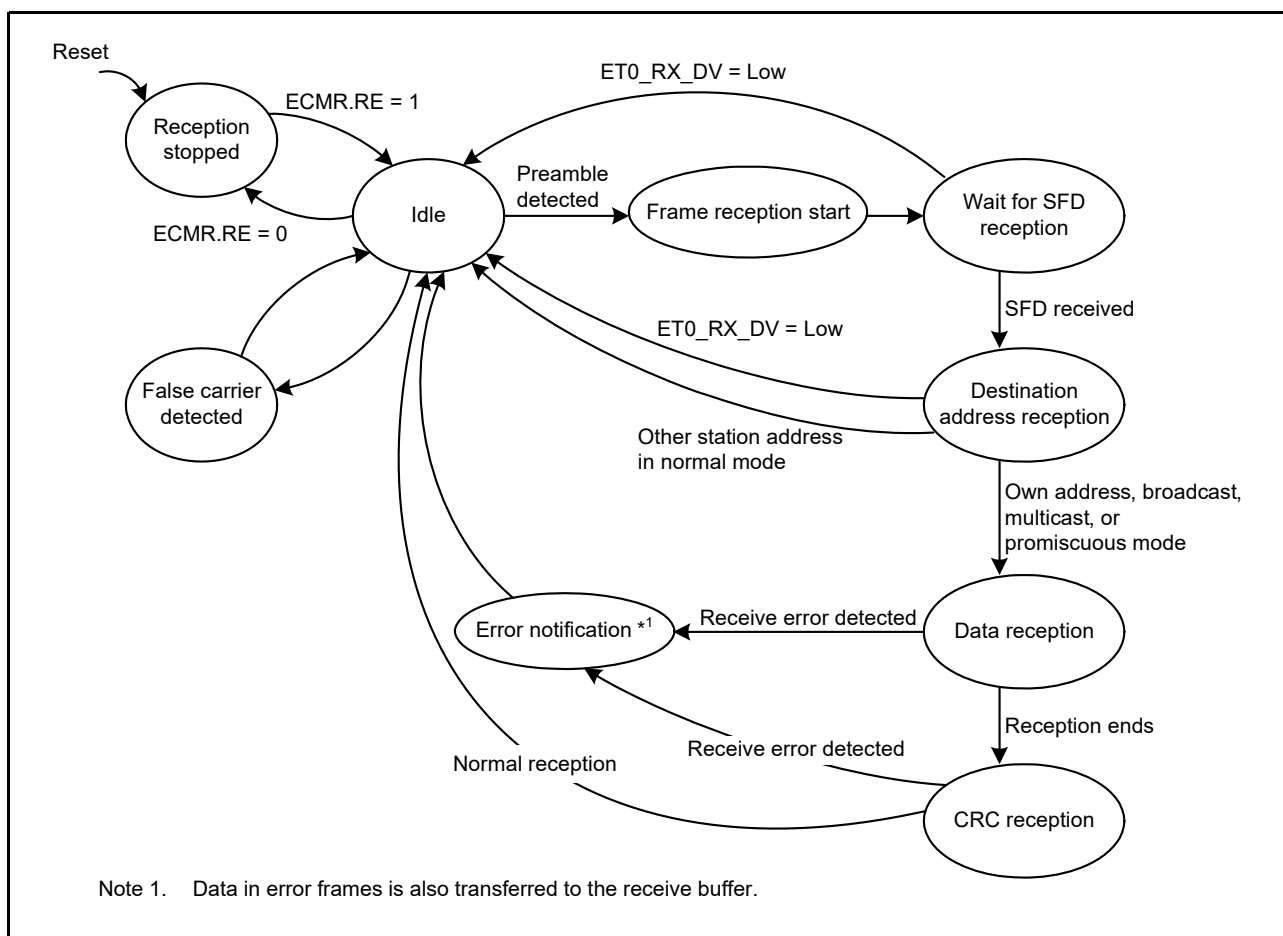 Reset
ET0_RX_DV = Low
ECMR.RE = 1
Reception
stopped
Preamble
detected
Idle
Frame reception start
Wait for SFD
reception
ECMR.RE = 0
SFD received
ET0_RX_DV = Low
False carrier
detected
Destination
address reception
Other station address
in normal mode
Own address, broadcast,
multicast, or
promiscuous mode
Error notification *1
Receive error detected
Data reception
Reception ends
Receive error detected
Normal reception
CRC reception
Note 1. Data in error frames is also transferred to the receive buffer.